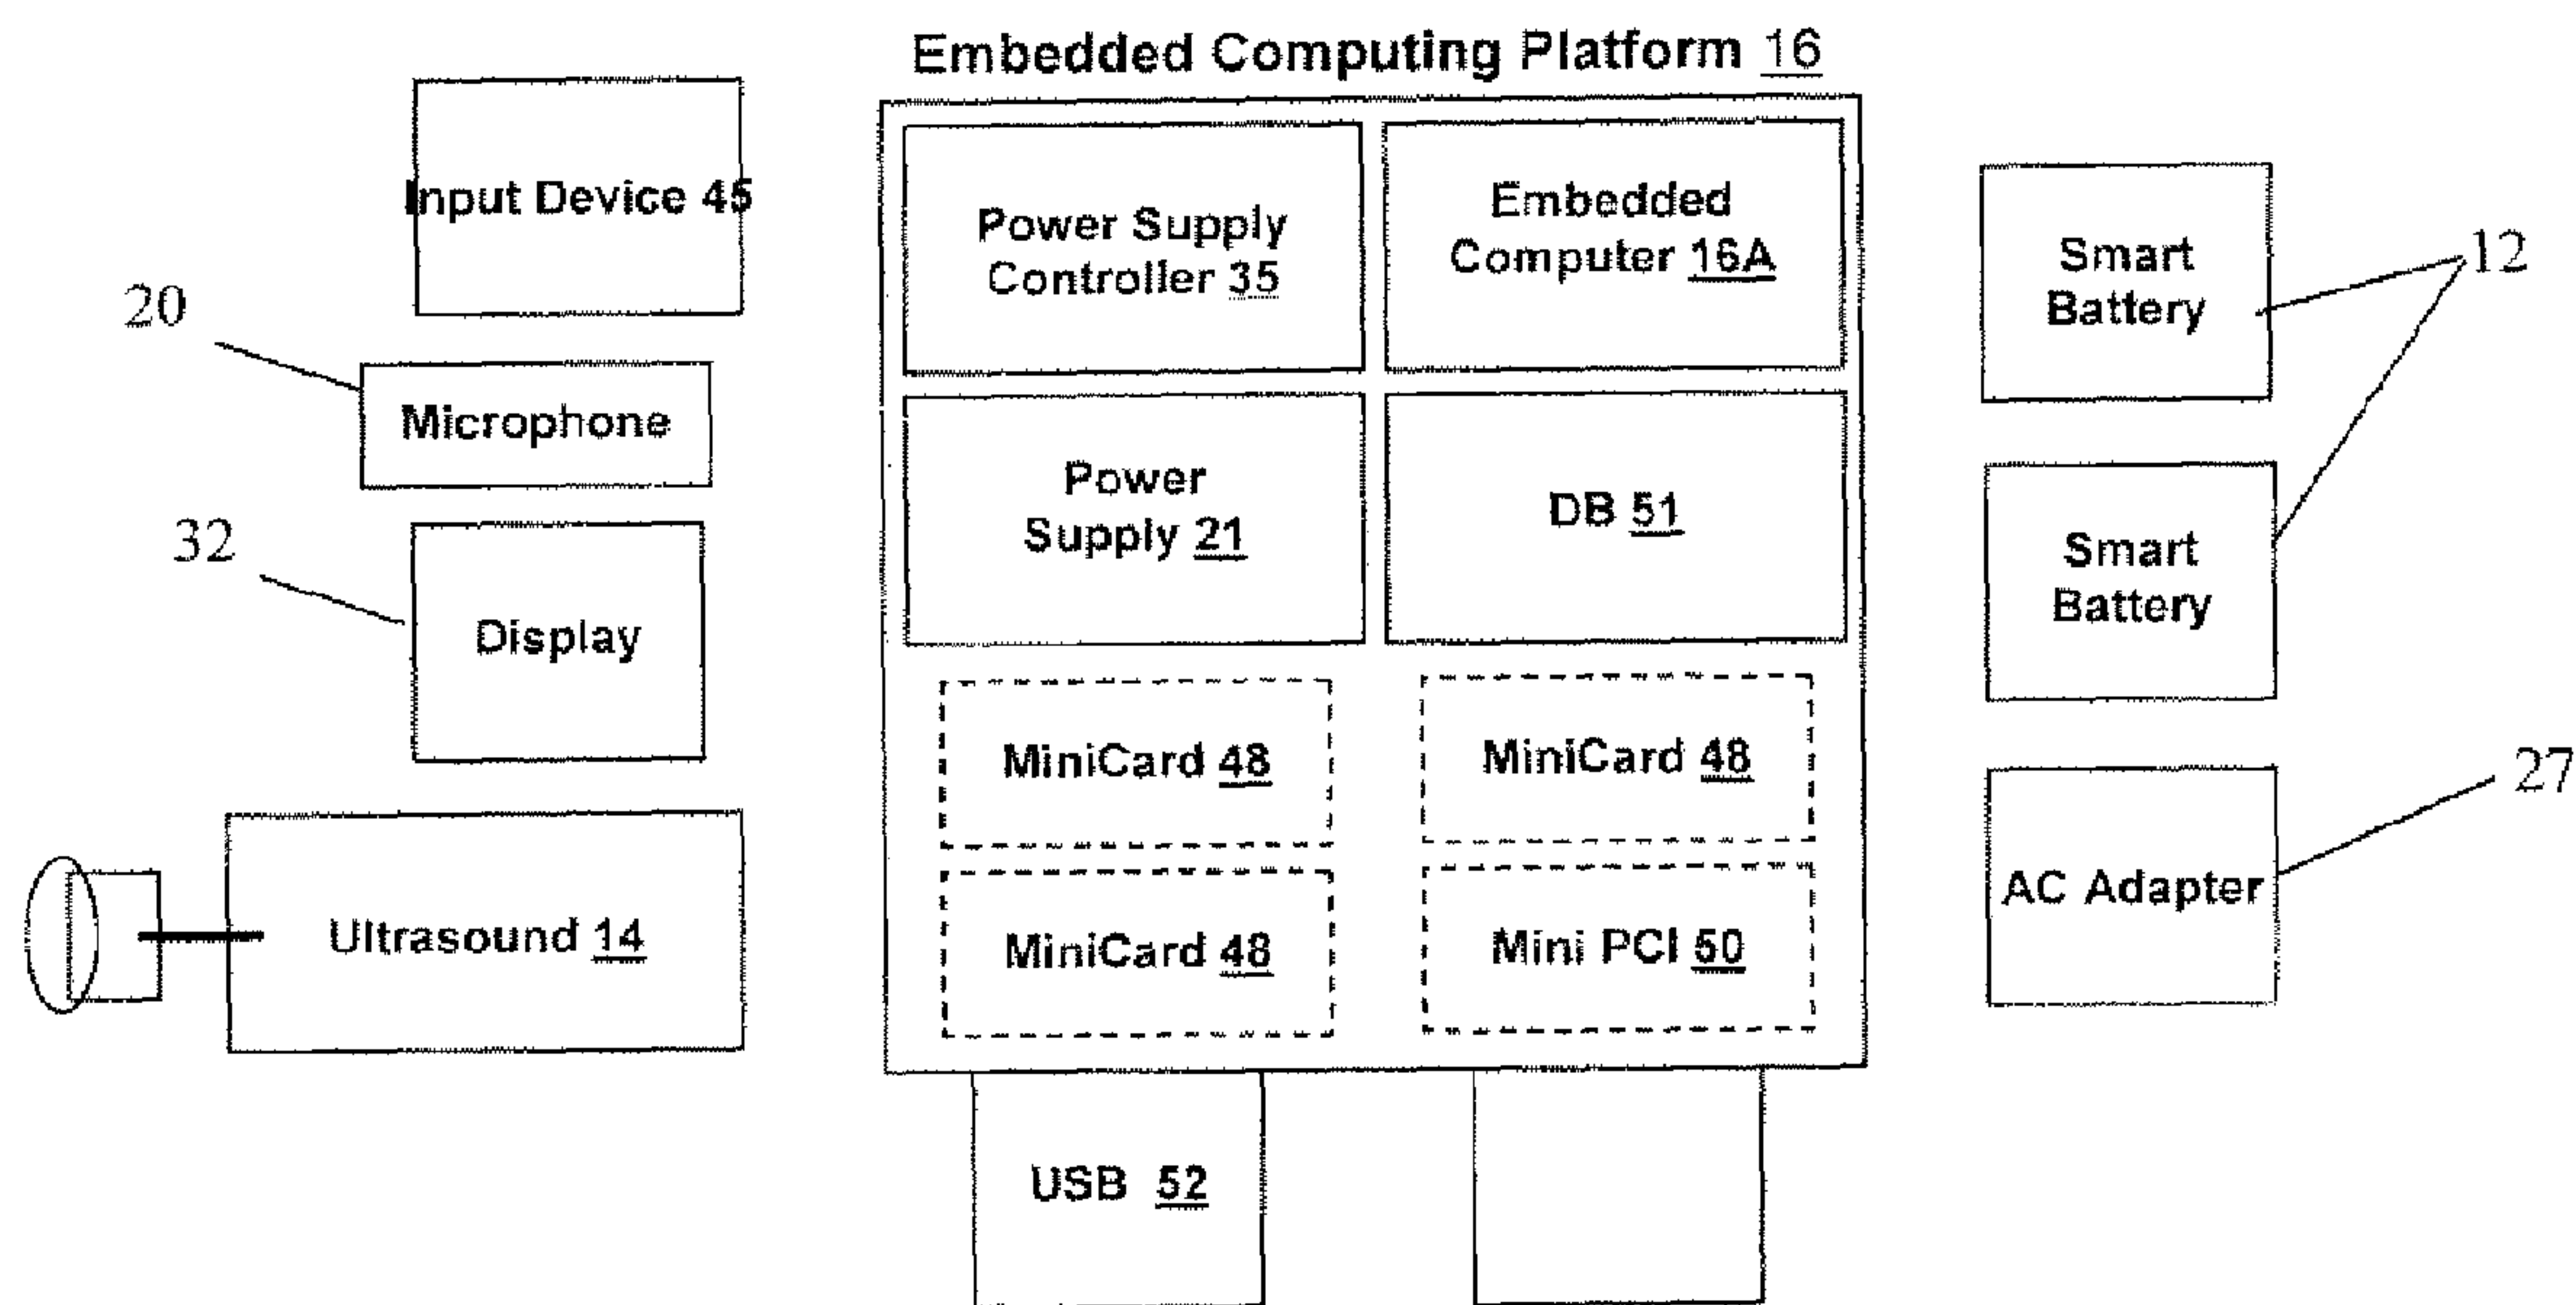 Embedded Computing Platform 16
Input Device 45
20
Microphone
32
Display
Ultrasound 14
Power Supply
Controller 35
Embedded
Computer 16A
Power
Supply 21
DB 51
MiniCard 48
MiniCard 48
MiniCard 48
Mini PCI 50
USB 52
Smart
Battery
12
Smart
Battery
AC Adapter
27